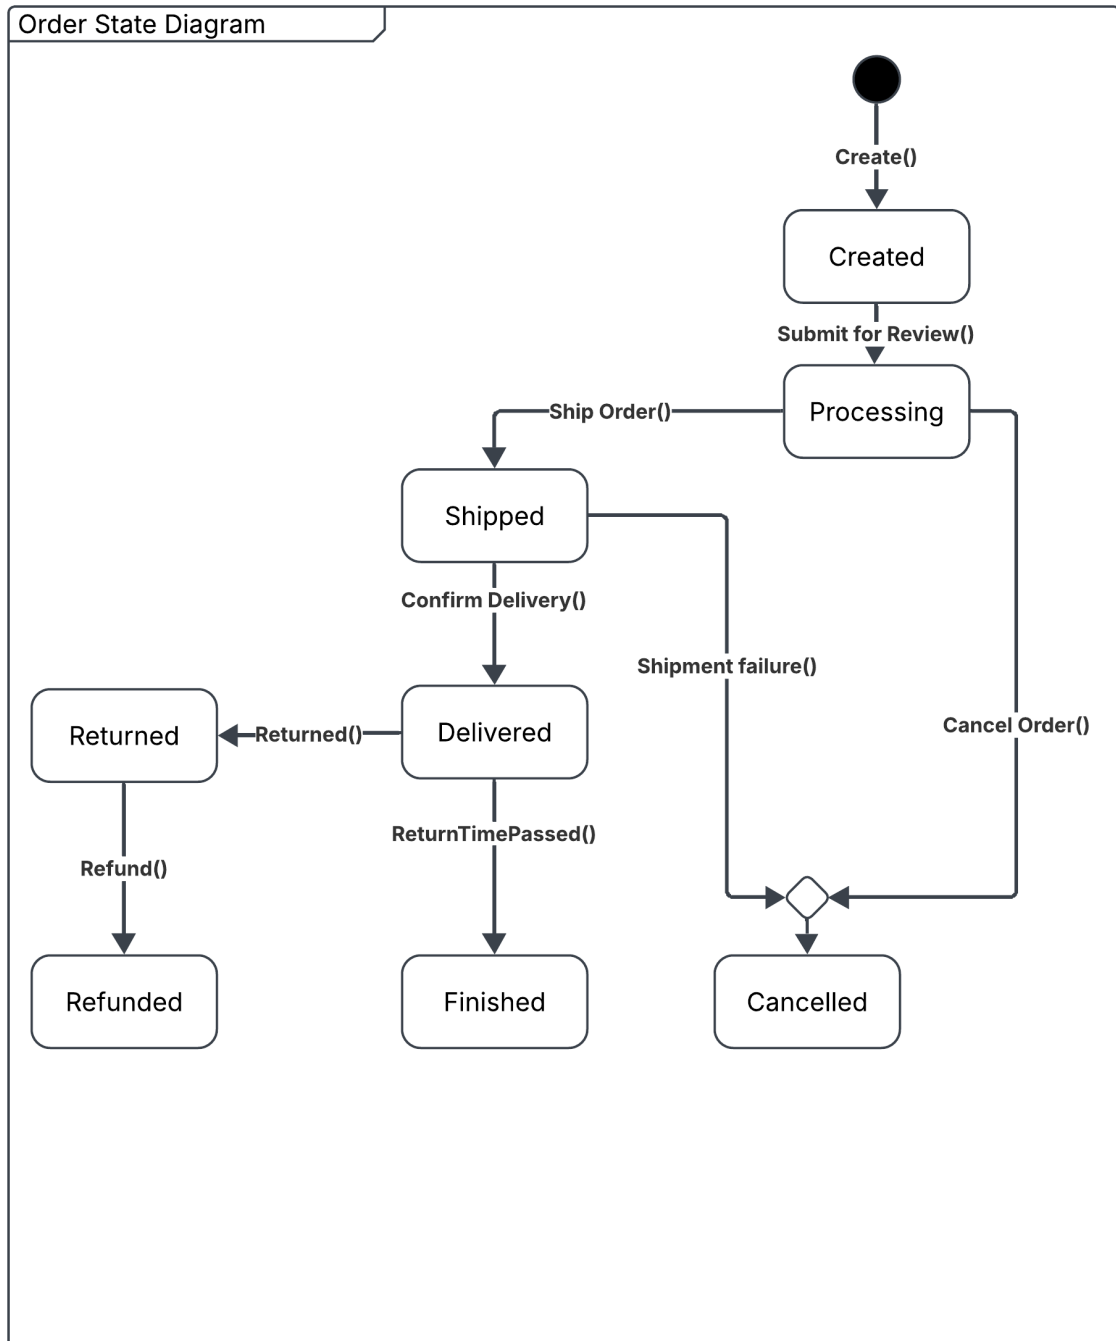 Order State Diagram
Create()
Created
Submit for Review()
Processing
Ship Order()
Shipped
Confirm Delivery()
Shipment failure()
Cancel Order()
Delivered
Returned()
Returned
ReturnTimePassed()
Refund()
Refunded
Finished
Cancelled